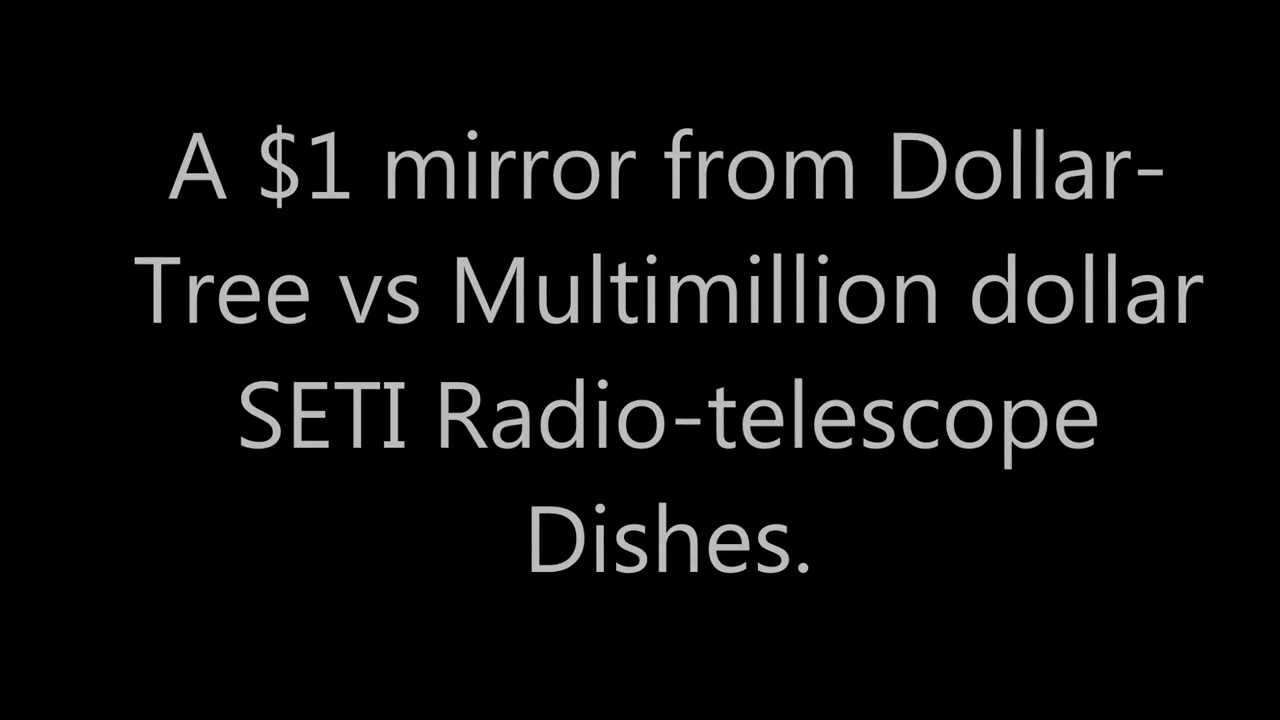 A $1 mirror from Dollar-
Tree vs Multimillion dollar
SETI Radio-telescope
Dishes.